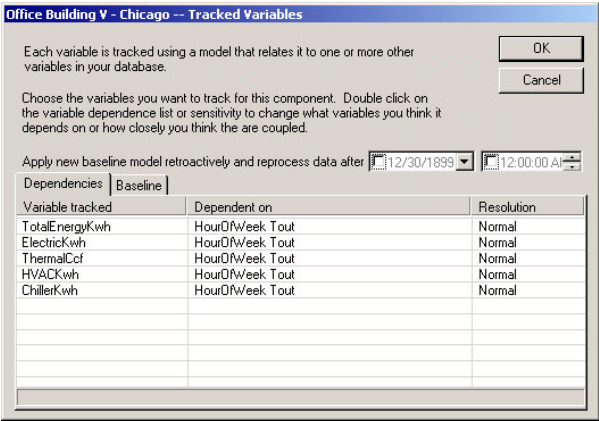 Office Building V - Chicago -- Tracked Variables
Each variable is tracked using a model that relates it to one or more other
variables in your database.
OK
Cancel
Choose the variables you want to track for this component. Double click on
the variable dependence list or sensitivity to change what variables you think it
depends on or how closely you think the are coupled.
Apply new baseline model retroactively and reprocess data after 12/30/1899 12:00:00 AM
Dependencies Baseline
Variable tracked Dependent on Resolution
TotalEnergyKwh HourOfWeek Tout Normal
ElectricKwh HourOfWeek Tout Normal
ThermalCcf HourOfWeek Tout Normal
HVACKwh HourOfWeek Tout Normal
ChillerKwh HourOfWeek Tout Normal